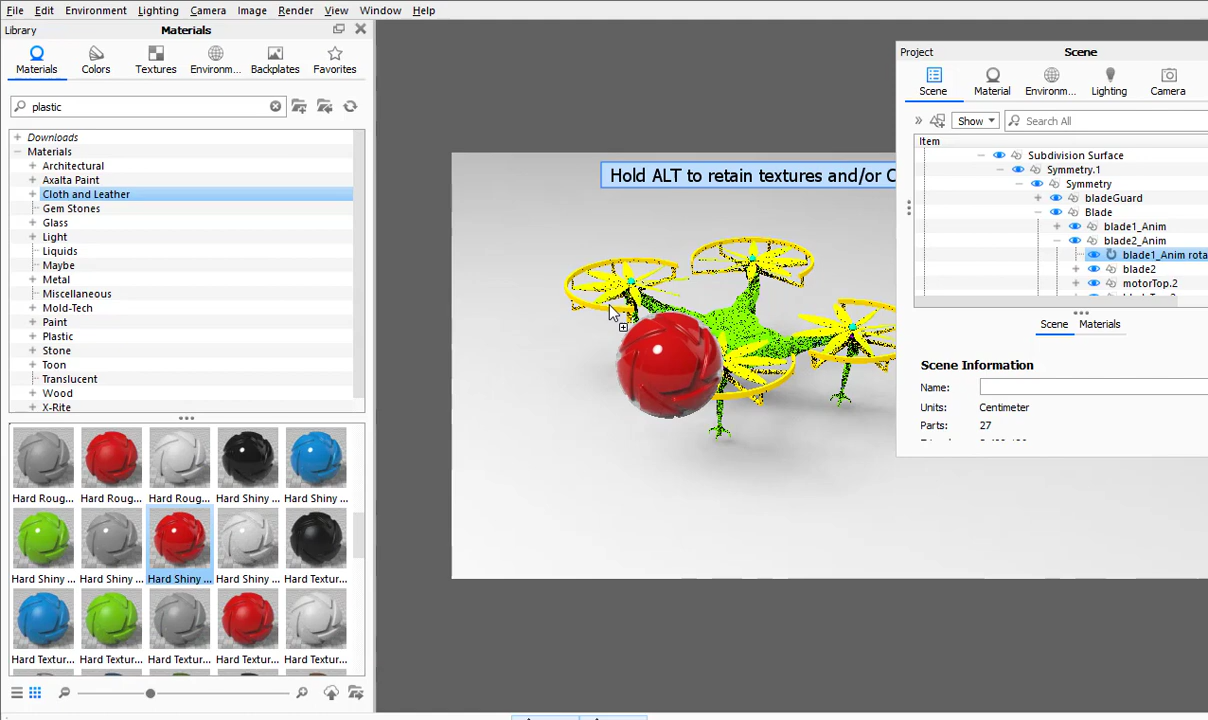 File Edit Environment Lighting Camera Image Render View Window Help
Library Materials
Materials Colors Textures Environm... Backplates Favorites
plastic
Downloads
Materials
Architectural
Axalta Paint
Cloth and Leather
Gem Stones
Glass
Light
Liquids
Maybe
Metal
Miscellaneous
Mold-Tech
Paint
Plastic
Stone
Toon
Translucent
Wood
X-Rite
Hard Roug... Hard Roug... Hard Roug... Hard Shiny ... Hard Shiny ...
Hard Shiny ... Hard Shiny ... Hard Shiny ... Hard Shiny ... Hard Textur...
Hard Textur... Hard Textur... Hard Textur... Hard Textur... Hard Textur...
Hold ALT to retain textures and/or C
Project Scene
Scene Material Environm... Lighting Camera
» Show Search All
Item
Subdivision Surface
Symmetry.1
Symmetry
bladeGuard
Blade
blade1_Anim
blade2_Anim
blade1_Anim rota
blade2
motorTop.2
Scene Materials
Scene Information
Name:
Units: Centimeter
Parts: 27